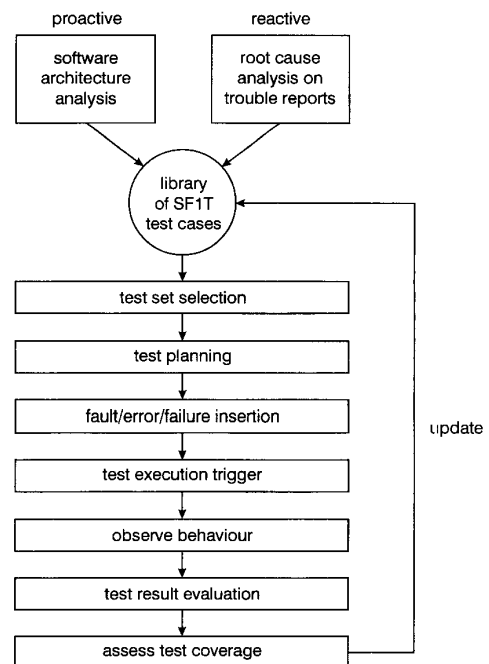 proactive
reactive
software
architecture
analysis
root cause
analysis on
trouble reports
library
of SF1T
test cases
test set selection
test planning
fault/error/failure insertion
update
test execution trigger
observe behaviour
test result evaluation
assess test coverage